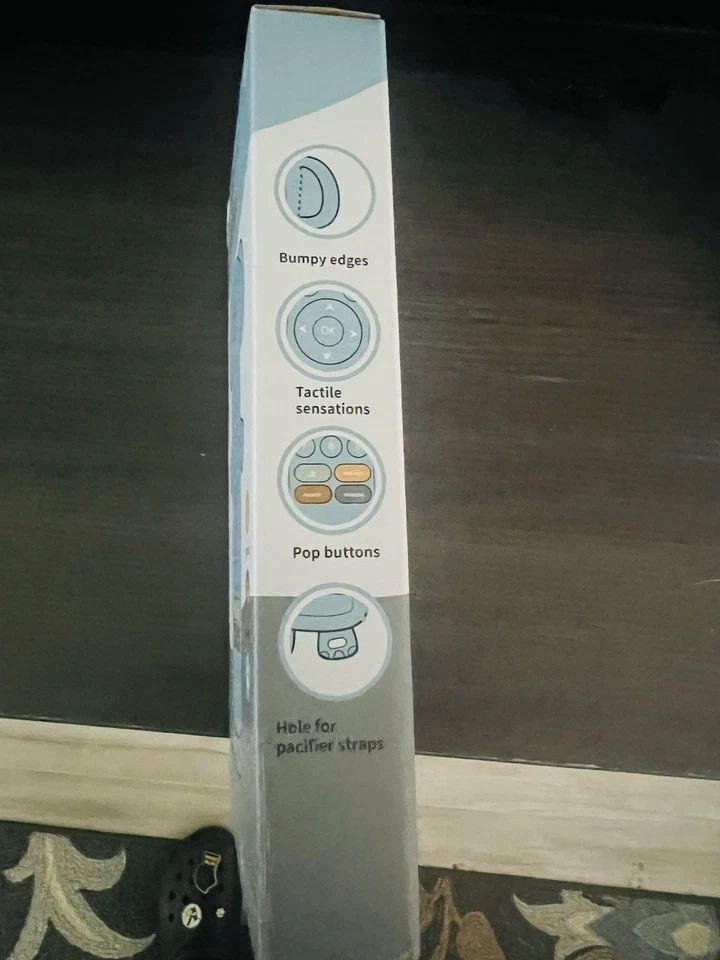 Bumpy edges
OK
Tactile
sensations
Pop buttons
Hole for
pacifier straps